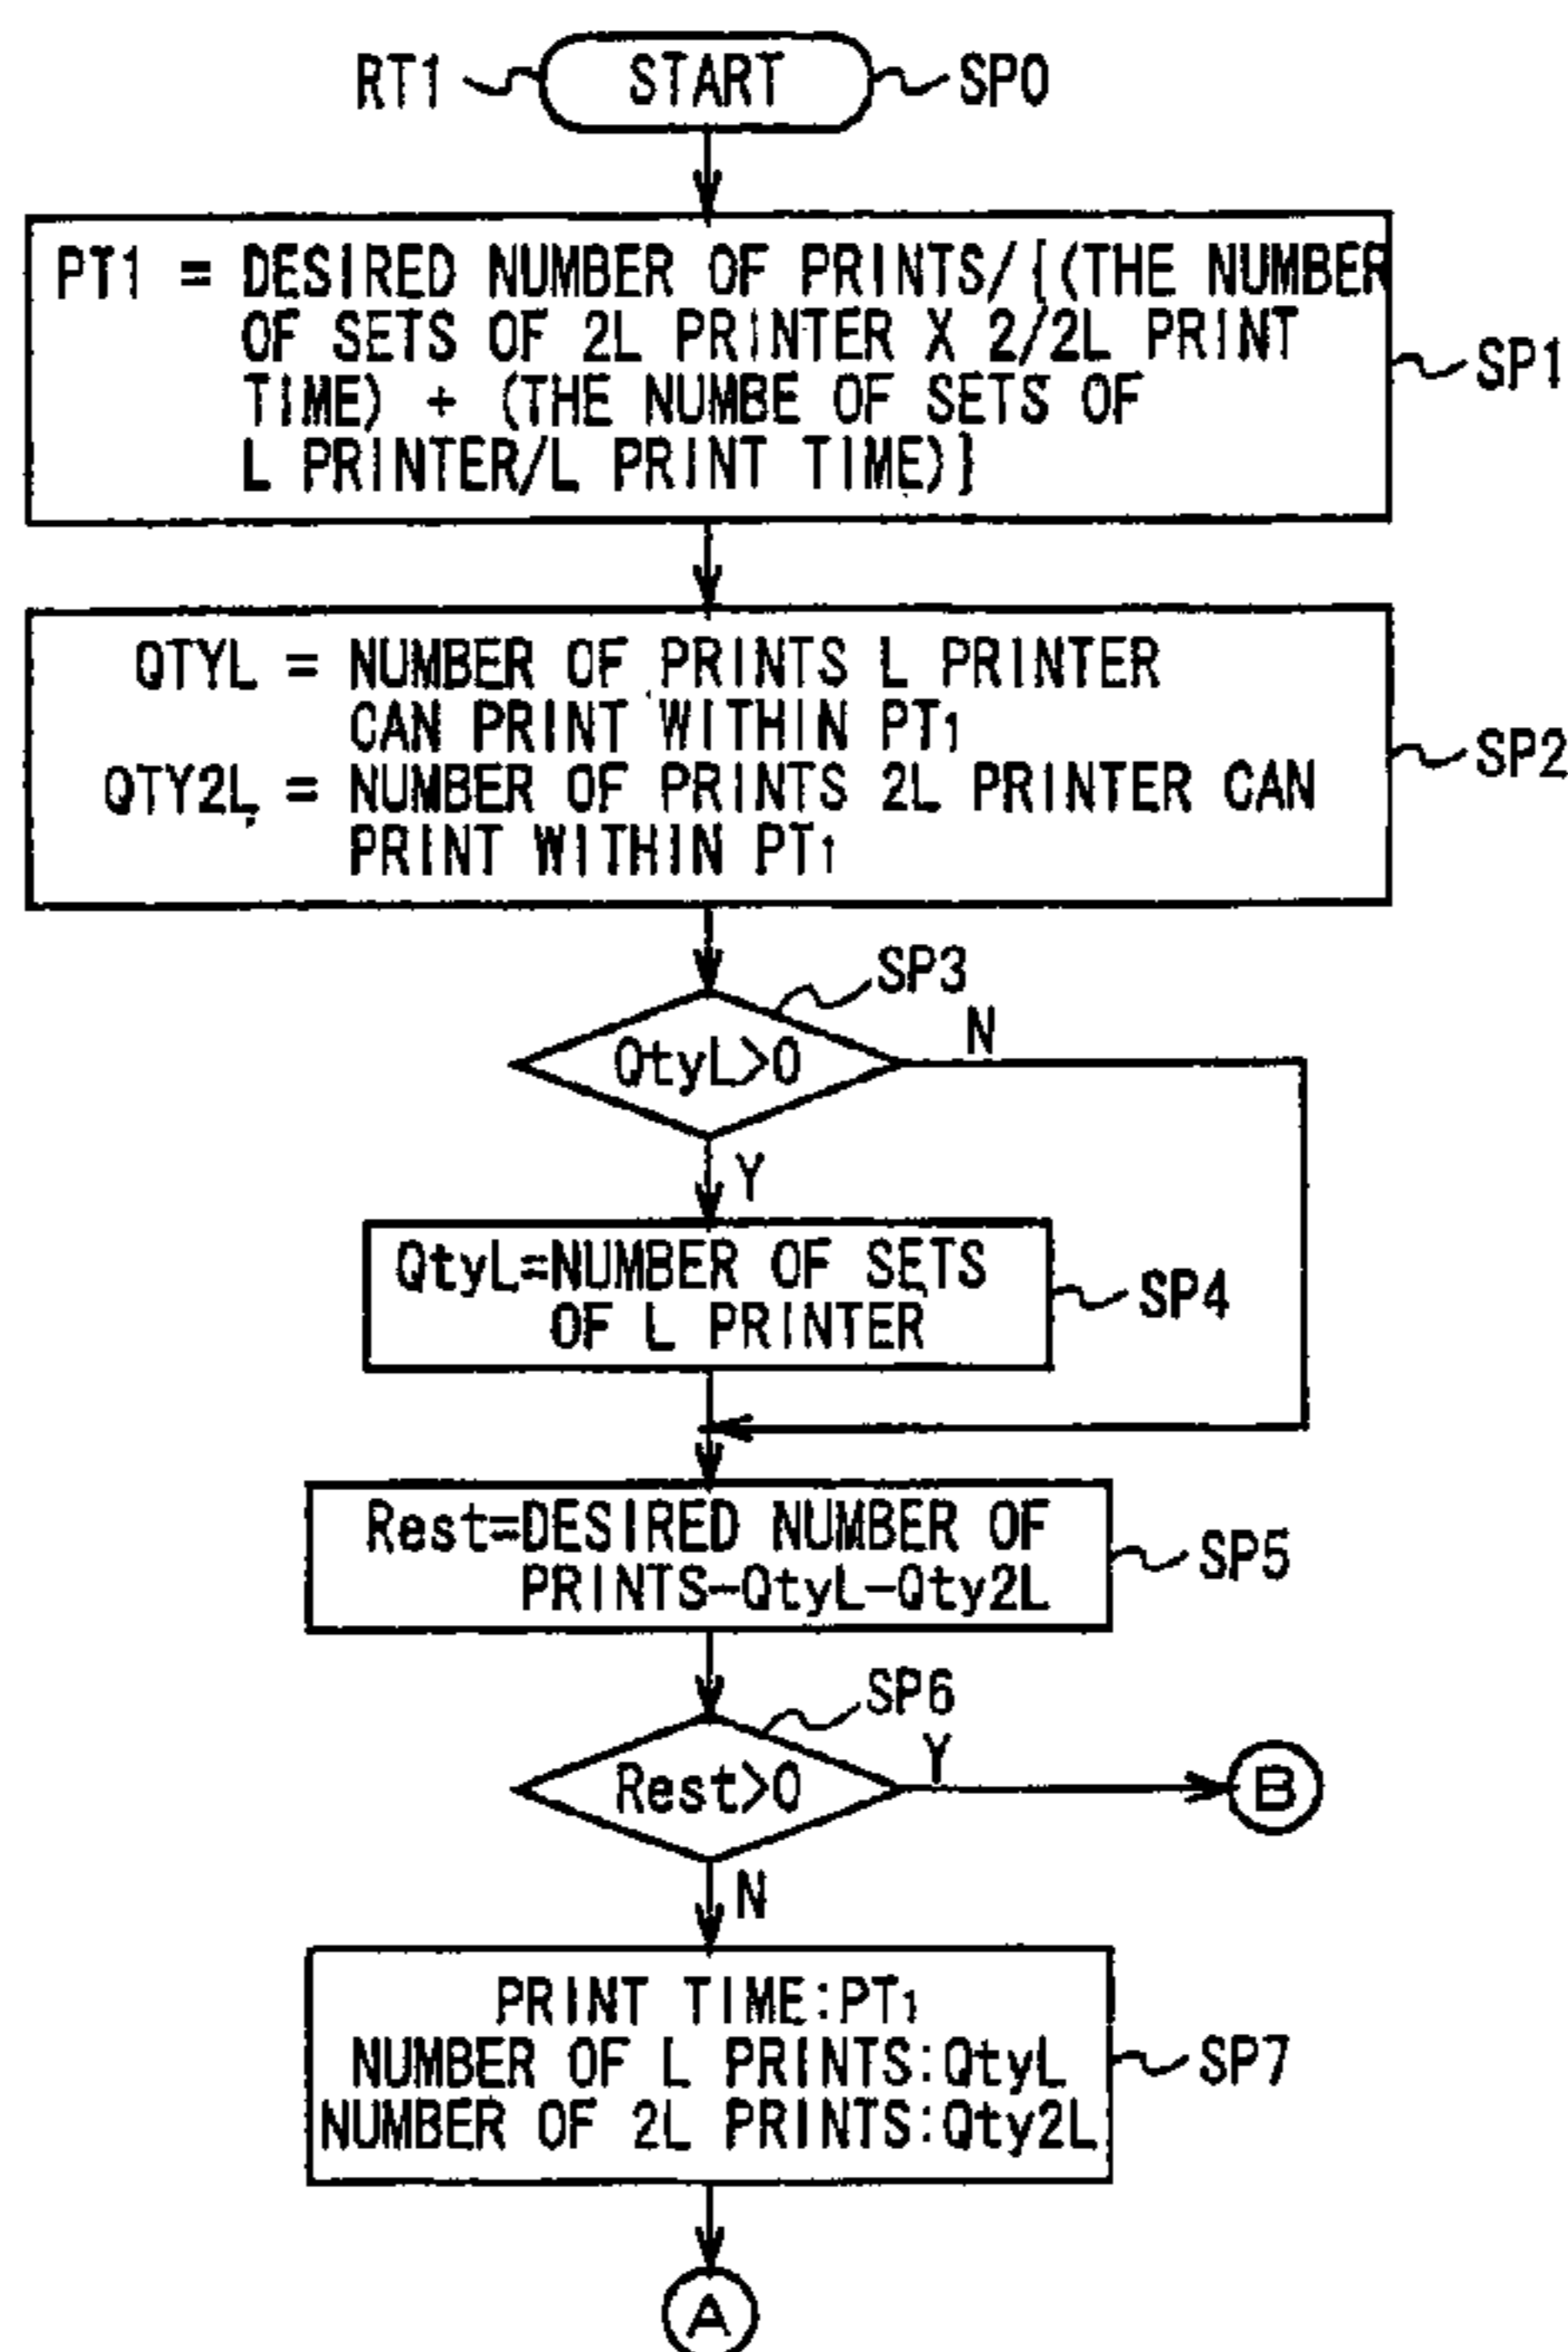 RT1 START SP0
PT1 = DESIRED NUMBER OF PRINTS/{(THE NUMBER
OF SETS OF 2L PRINTER X 2/2L PRINT
TIME) + (THE NUMBE OF SETS OF
L PRINTER/L PRINT TIME)}
SP1
QTYL = NUMBER OF PRINTS L PRINTER
CAN PRINT WITHIN PT1
QTY2L = NUMBER OF PRINTS 2L PRINTER CAN
PRINT WITHIN PT1
SP2
SP3
QtyL>0
N
Y
QtyL=NUMBER OF SETS
OF L PRINTER
SP4
Rest=DESIRED NUMBER OF
PRINTS-QtyL-Qty2L
SP5
SP6
Rest>0
Y
B
N
PRINT TIME:PT1
NUMBER OF L PRINTS:QtyL
NUMBER OF 2L PRINTS:Qty2L
SP7
A